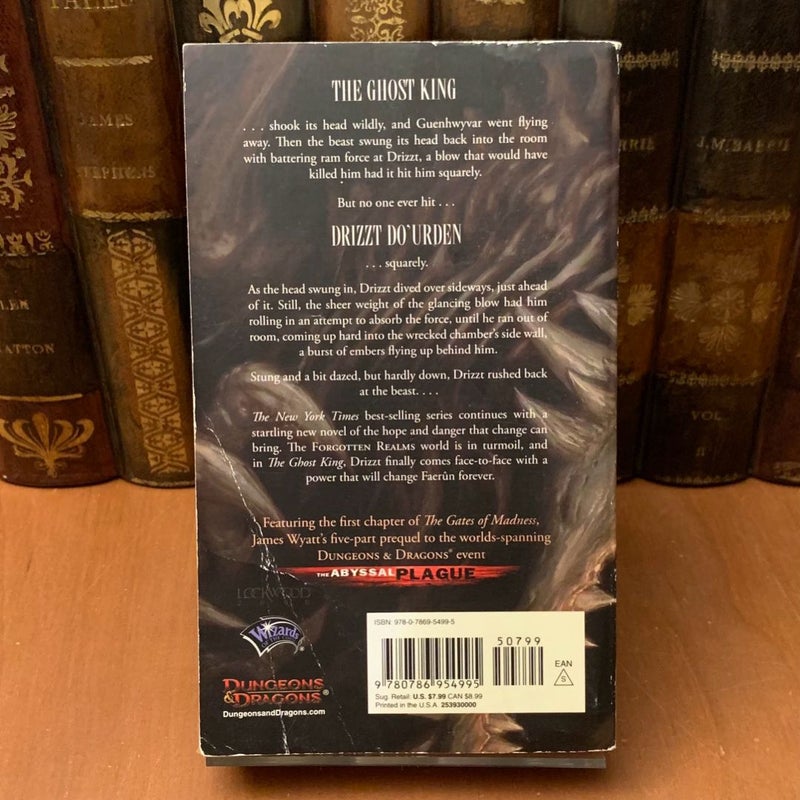 TALES
JAMES
STEPHENS
J.M. BARRIE
VOL.
II
THE GHOST KING
. . . shook its head wildly, and Guenhwyvar went flying
away. Then the beast swung its head back into the room
with battering ram force at Drizzt, a blow that would have
killed him had it hit him squarely.
But no one ever hit . . .
DRIZZT DO'URDEN
. . . squarely.
As the head swung in, Drizzt dived over sideways, just ahead
of it. Still, the sheer weight of the glancing blow had him
rolling in an attempt to absorb the force, until he ran out of
room, coming up hard into the wrecked chamber's side wall,
a burst of embers flying up behind him.
Stung and a bit dazed, but hardly down, Drizzt rushed back
at the beast. . . .
The New York Times best-selling series continues with a
startling new novel of the hope and danger that change can
bring. The FORGOTTEN REALMS world is in turmoil, and
in The Ghost King, Drizzt finally comes face-to-face with a
power that will change Faerûn forever.
Featuring the first chapter of The Gates of Madness,
James Wyatt's five-part prequel to the worlds-spanning
DUNGEONS & DRAGONS® event
THE ABYSSAL PLAGUE
LOCKWOOD
Wizards
OF THE COAST
®
DUNGEONS
& DRAGONS®
DungeonsandDragons.com
ISBN: 978-0-7869-5499-5
50799
9 780786 954995
EAN
S
Sug. Retail: U.S. $7.99 CAN $8.99
Printed in the U.S.A. 253930000